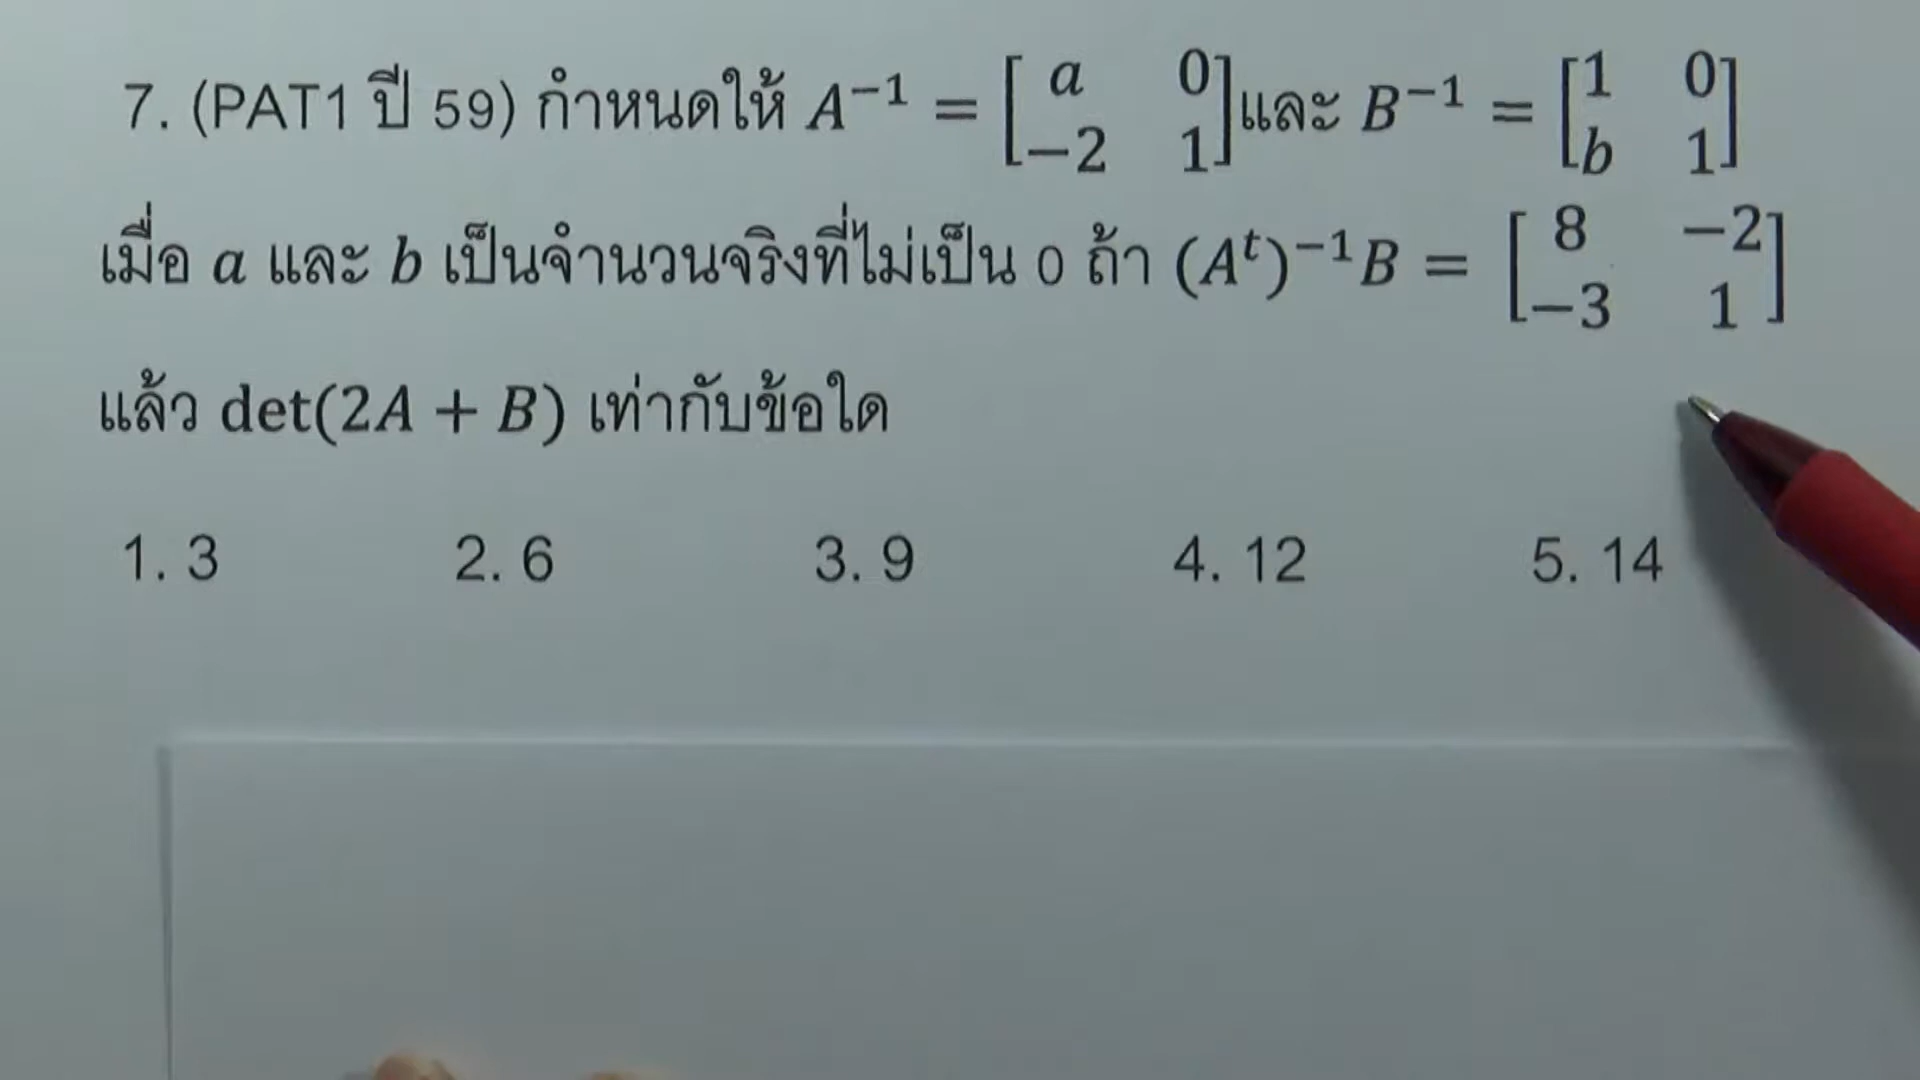 7. (PAT1 ปี 59) กำหนดให้ A⁻¹ = [a 0; −2 1] และ B⁻¹ = [1 0; b 1]
เมื่อ a และ b เป็นจำนวนจริงที่ไม่เป็น 0 ถ้า (Aᵗ)⁻¹B = [8 −2; −3 1]
แล้ว det(2A + B) เท่ากับข้อใด
1. 3 2. 6 3. 9 4. 12 5. 14